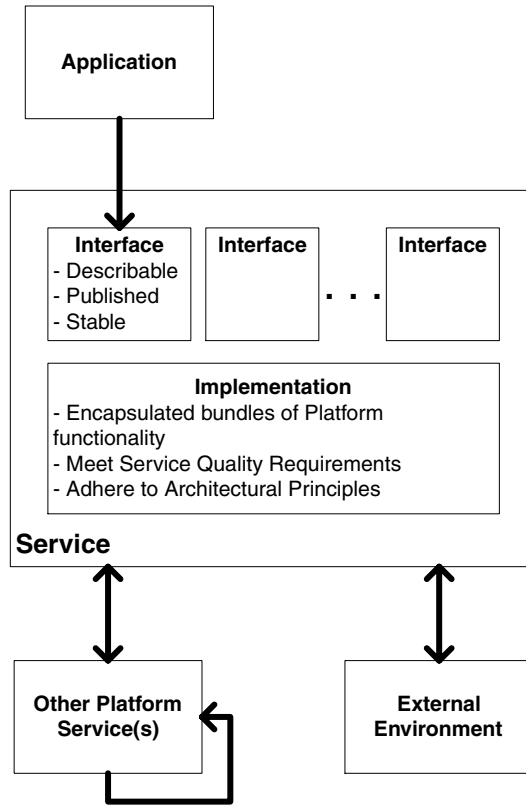 Application
Interface
- Describable
- Published
- Stable
Interface
. . .
Interface
Implementation
- Encapsulated bundles of Platform
functionality
- Meet Service Quality Requirements
- Adhere to Architectural Principles
Service
Other Platform
Service(s)
External
Environment